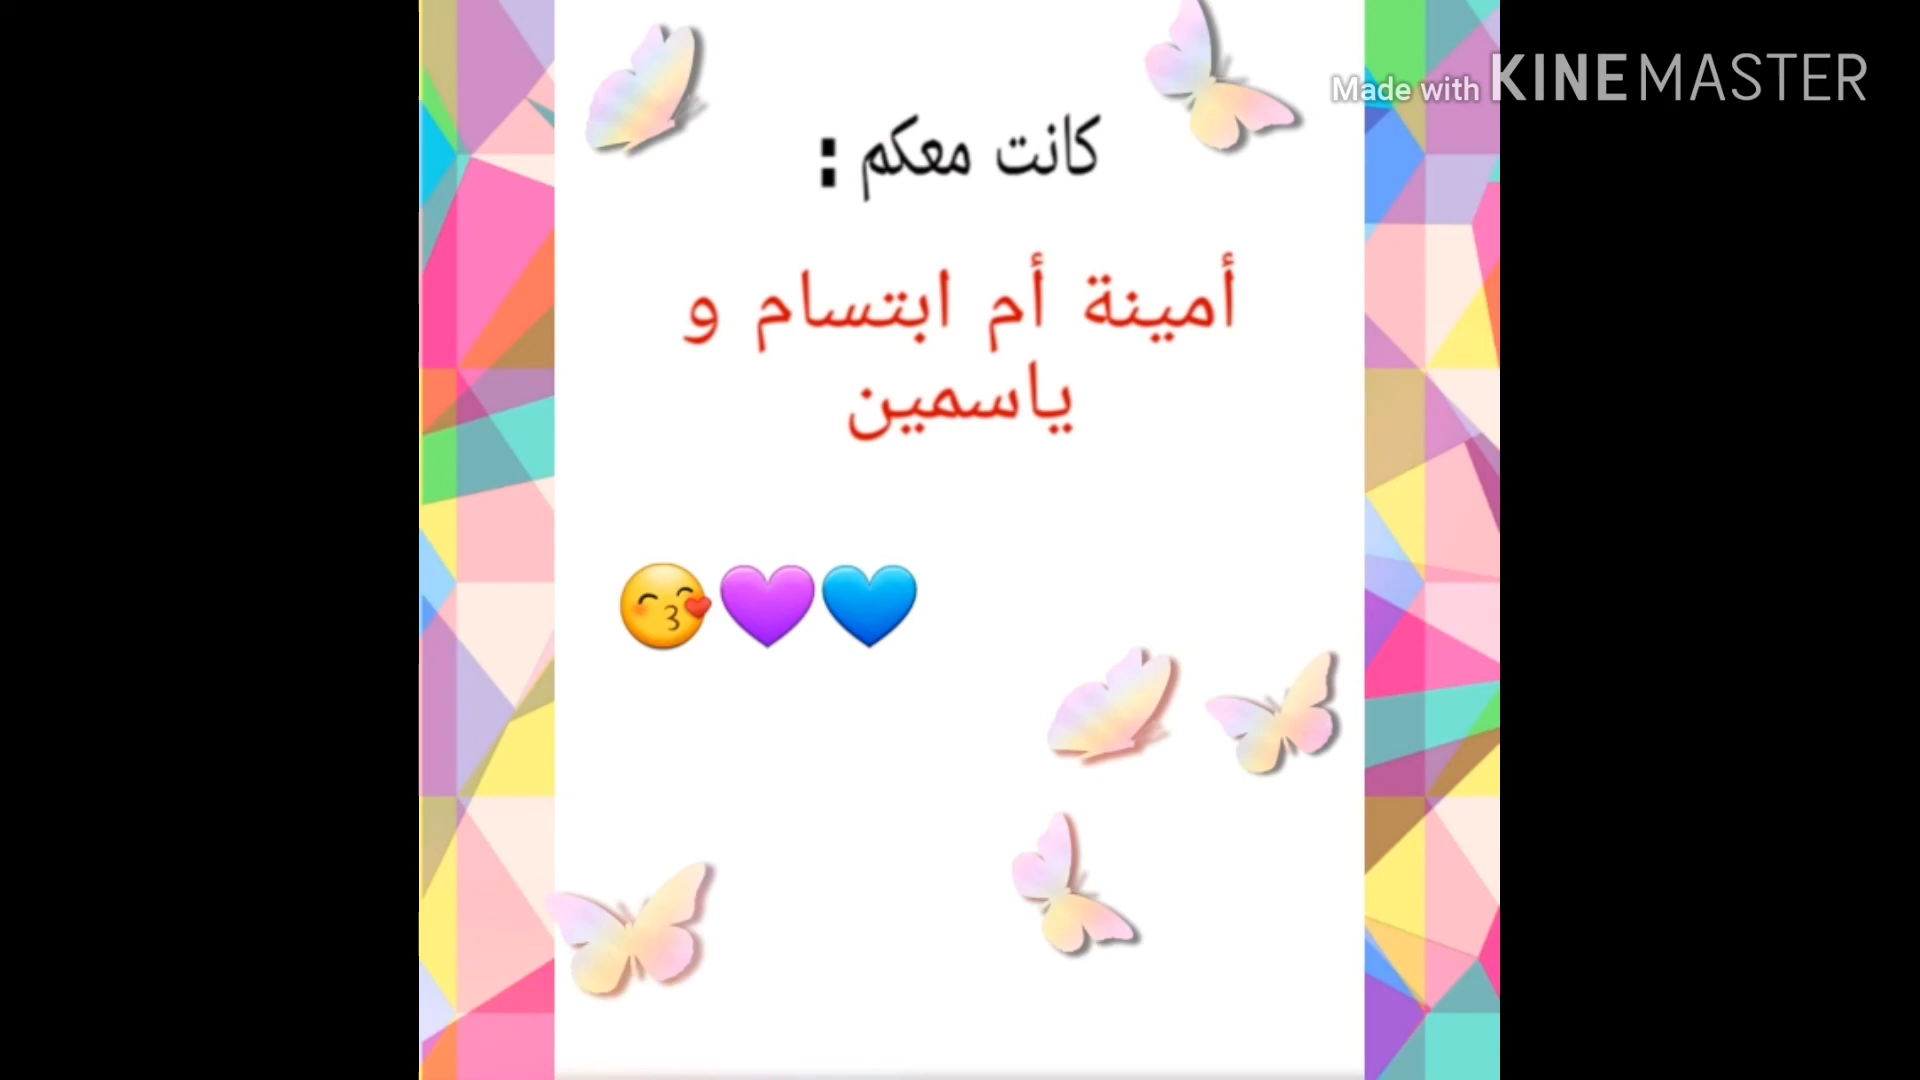 Made with KINEMASTER
كانت معكم :
أمينة أم ابتسام و
ياسمين
😙💜💙